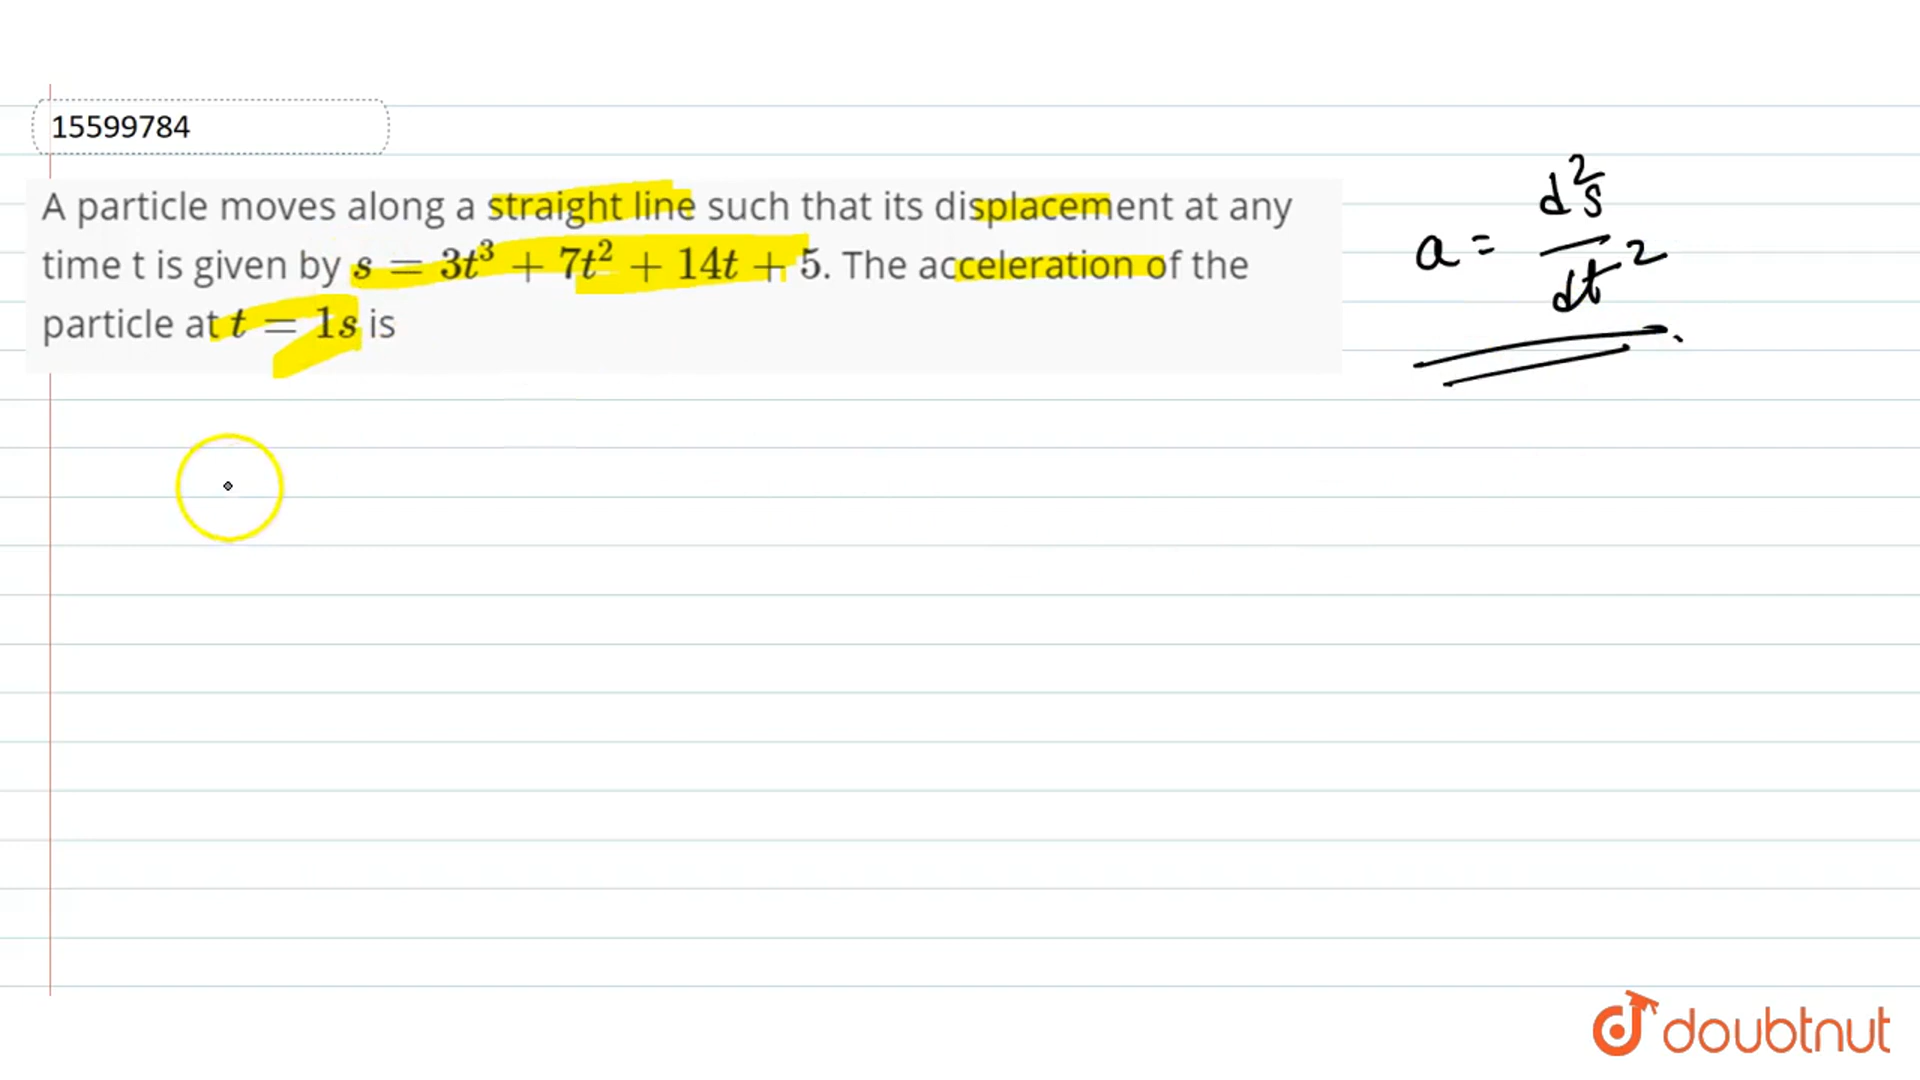 15599784
A particle moves along a straight line such that its displacement at any
time t is given by s = 3t³ + 7t² + 14t + 5. The acceleration of the
particle at t = 1s is
a = d²s / dt²
doubtnut